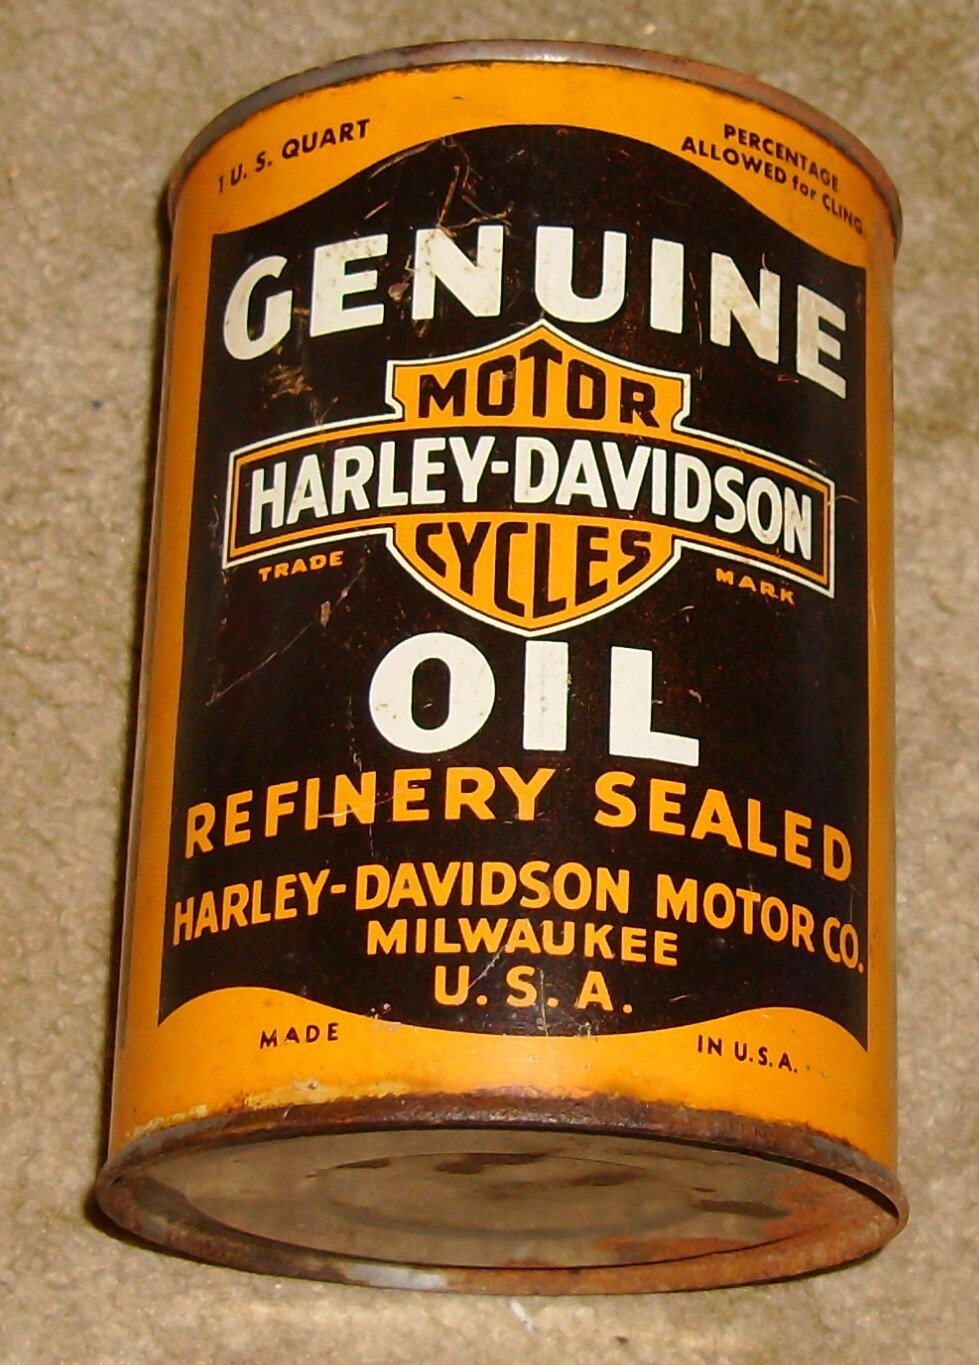 1 U. S. QUART
PERCENTAGE
ALLOWED for CLING
GENUINE
MOTOR
HARLEY-DAVIDSON
CYCLES
TRADE MARK
OIL
REFINERY SEALED
HARLEY-DAVIDSON MOTOR CO.
MILWAUKEE
U. S. A.
MADE IN U.S.A.